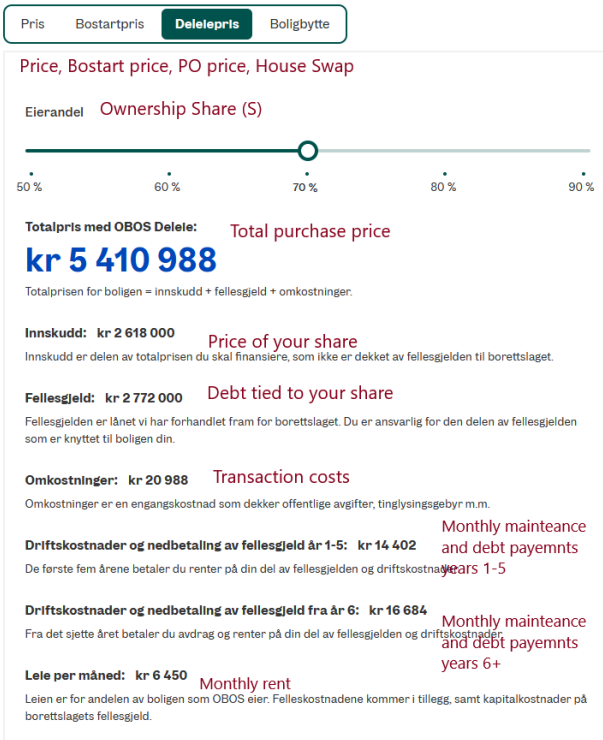 Pris Bostartpris Deleiepris Boligbytte
Price, Bostart price, PO price, House Swap
Eierandel Ownership Share (S)
50 % 60 % 70 % 80 % 90 %
Totalpris med OBOS Deleie: Total purchase price
kr 5 410 988
Totalprisen for boligen = innskudd + fellesgjeld + omkostninger.
Innskudd: kr 2 618 000 Price of your share
Innskudd er delen av totalprisen du skal finansiere, som ikke er dekket av fellesgjelden til borettslaget.
Fellesgjeld: kr 2 772 000 Debt tied to your share
Fellesgjelden er lånet vi har forhandlet fram for borettslaget. Du er ansvarlig for den delen av fellesgjelden
som er knyttet til boligen din.
Omkostninger: kr 20 988 Transaction costs
Omkostninger er en engangskostnad som dekker offentlige avgifter, tinglysingsgebyr m.m.
Driftskostnader og nedbetaling av fellesgjeld år 1-5: kr 14 402
Monthly mainteance
and debt payemnts
years 1-5
De første fem årene betaler du renter på din del av fellesgjelden og driftskostnader.
Driftskostnader og nedbetaling av fellesgjeld fra år 6: kr 16 684
Monthly mainteance
and debt payemnts
years 6+
Fra det sjette året betaler du avdrag og renter på din del av fellesgjelden og driftskostnader.
Leie per måned: kr 6 450 Monthly rent
Leien er for andelen av boligen som OBOS eier. Felleskostnadene kommer i tillegg, samt kapitalkostnader på
borettslagets fellesgjeld.